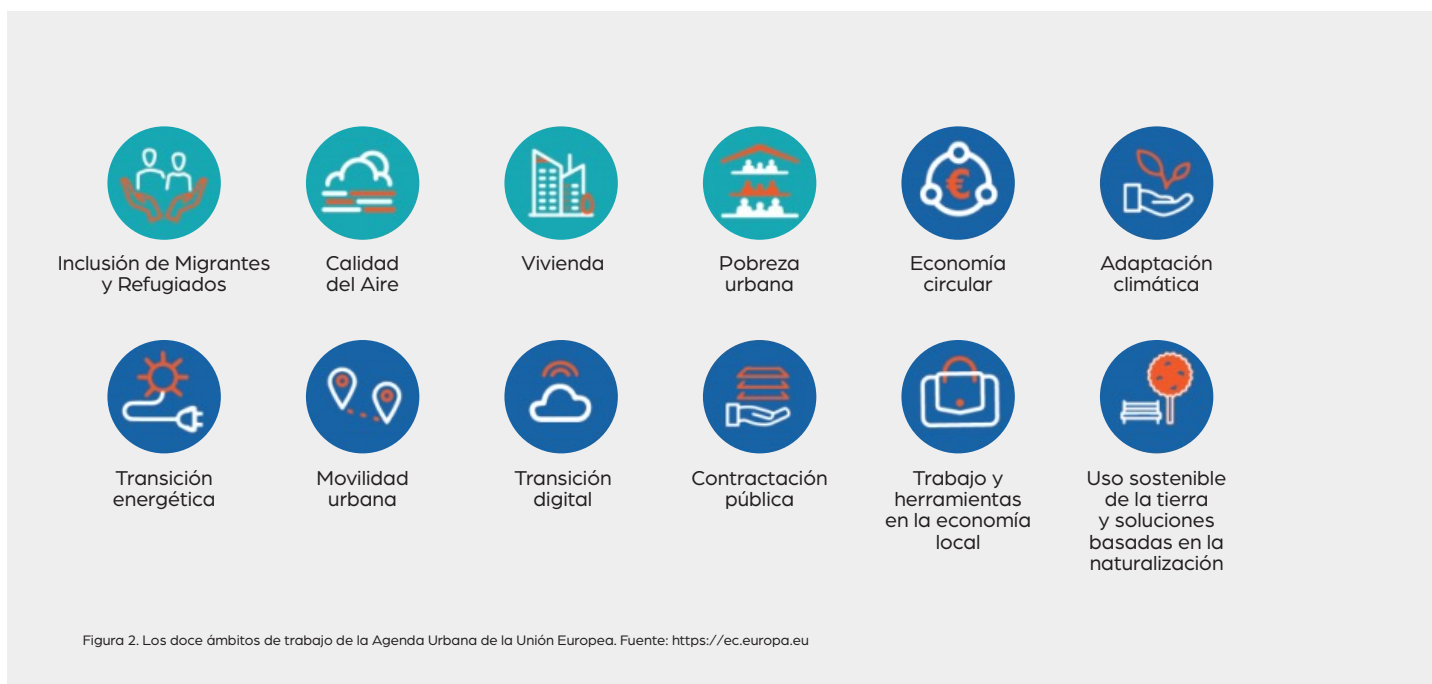 Inclusión de Migrantes
y Refugiados
Calidad
del Aire
Vivienda
Pobreza
urbana
Economía
circular
Adaptación
climática
Transición
energética
Movilidad
urbana
Transición
digital
Contractación
pública
Trabajo y
herramientas
en la economía
local
Uso sostenible
de la tierra
y soluciones
basadas en la
naturalización
Figura 2. Los doce ámbitos de trabajo de la Agenda Urbana de la Unión Europea. Fuente: https://ec.europa.eu